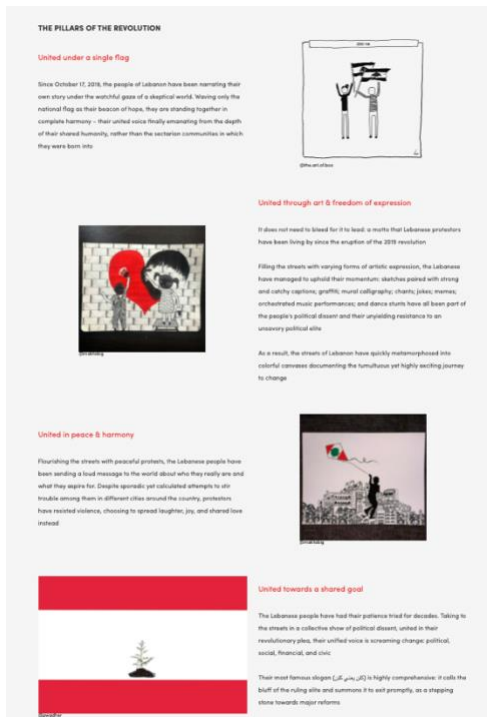 THE PILLARS OF THE REVOLUTION
United under a single flag
Since October 17, 2019, the people of Lebanon have been narrating their
own story under the watchful gaze of a skeptical world. Waving only the
national flag as their beacon of hope, they are standing together in
complete harmony – their united voice finally emanating from the depth
of their shared humanity, rather than the sectarian communities in which
they were born into
@the.art.of.boo
United through art & freedom of expression
It does not need to bleed for it to lead: a motto that Lebanese protestors
have been living by since the eruption of the 2019 revolution
Filling the streets with varying forms of artistic expression, the Lebanese
have managed to uphold their momentum: sketches paired with strong
and catchy captions; graffiti; mural calligraphy; chants; jokes; memes;
orchestrated music performances; and dance stunts have all been part of
the people's political dissent and their unyielding resistance to an
unsavory political elite
As a result, the streets of Lebanon have quickly metamorphosed into
colorful canvases documenting the tumultuous yet highly exciting journey
to change
United in peace & harmony
Flourishing the streets with peaceful protests, the Lebanese people have
been sending a loud message to the world about who they really are and
what they aspire for. Despite sporadic yet calculated attempts to stir
trouble among them in different cities around the country, protestors
have resisted violence, choosing to spread laughter, joy, and shared love
instead
United towards a shared goal
The Lebanese people have had their patience tried for decades. Taking to
the streets in a collective show of political dissent, united in their
revolutionary plea, their unified voice is screaming change: political,
social, financial, and civic
Their most famous slogan (كلن يعني كلن) is highly comprehensive: it calls the
bluff of the ruling elite and summons it to exit promptly, as a stepping
stone towards major reforms